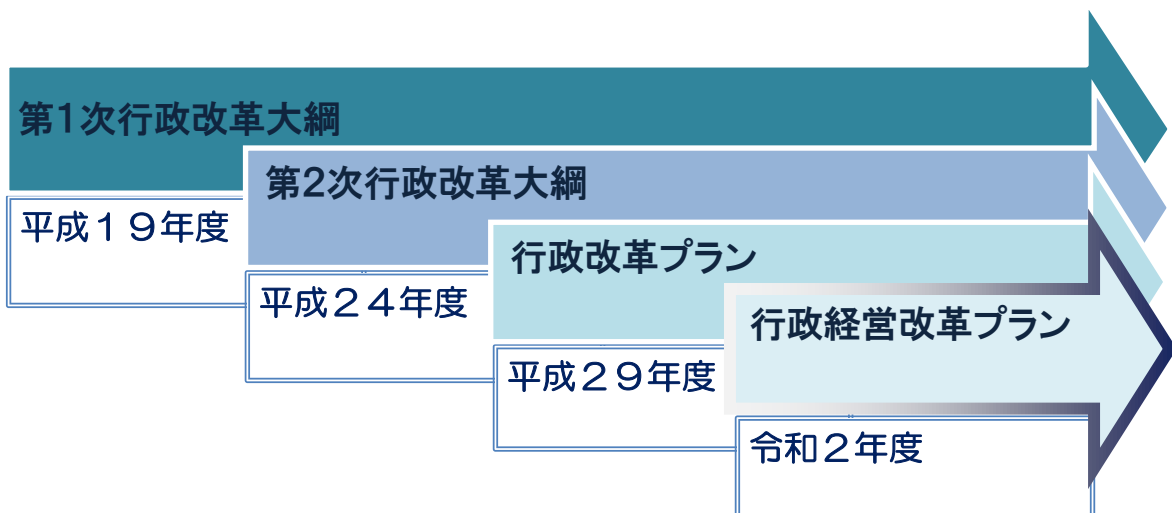 第1次行政改革大綱
平成１９年度
第2次行政改革大綱
平成２４年度
行政改革プラン
平成２９年度
行政経営改革プラン
令和２年度